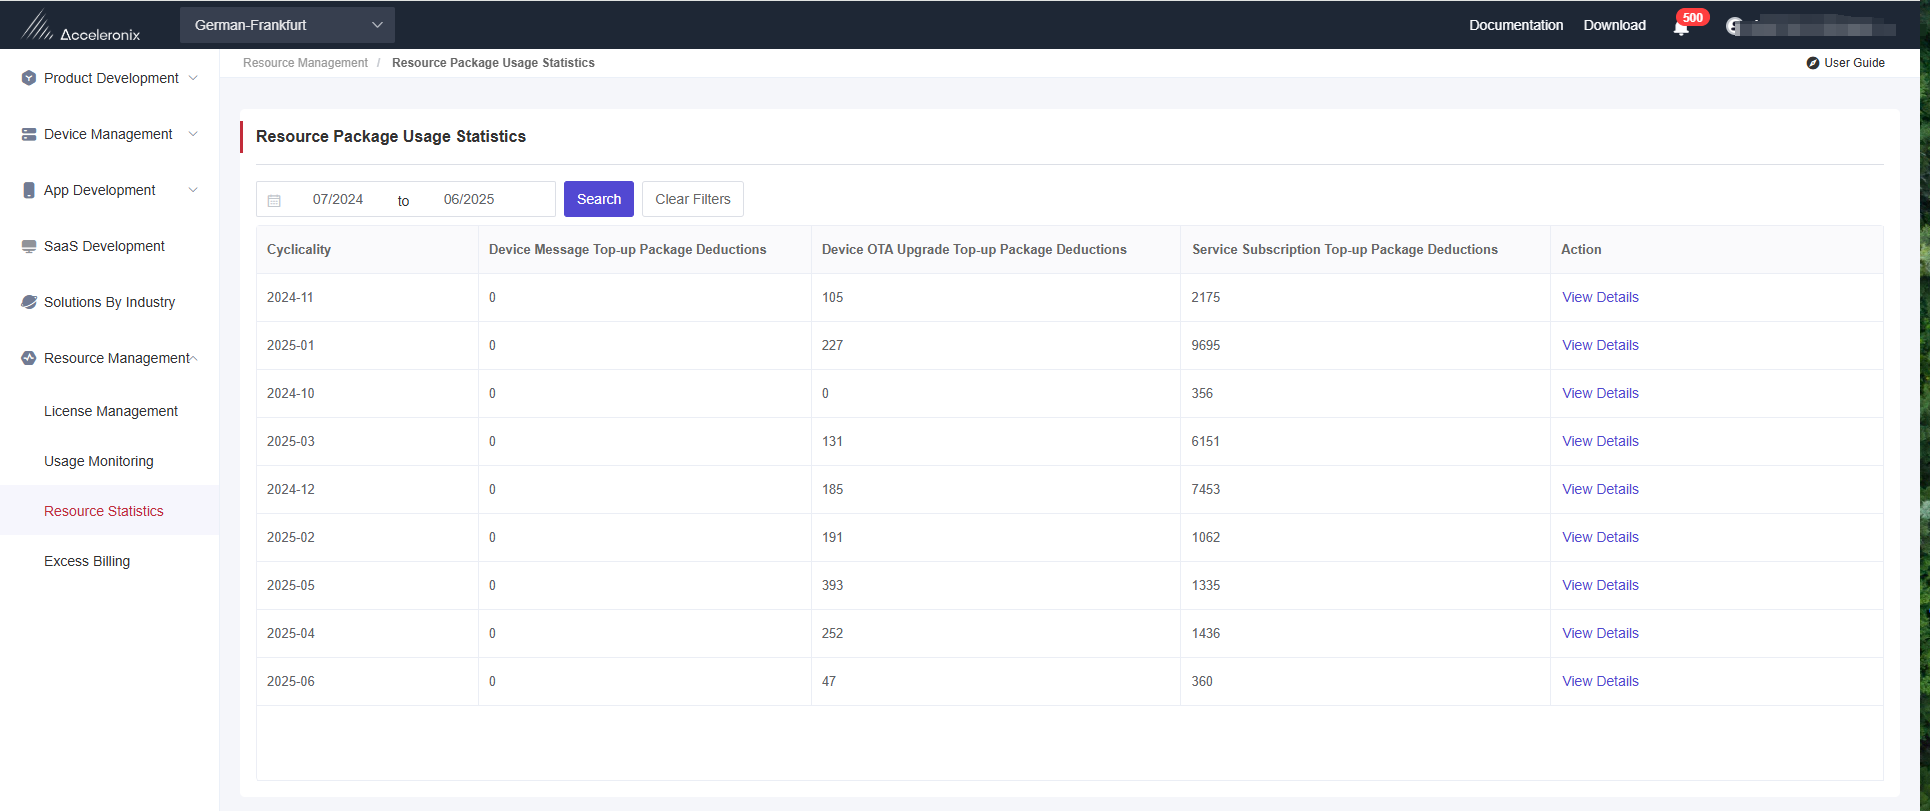 Acceleronix
German-Frankfurt
Documentation
Download
500
Product Development
Device Management
App Development
SaaS Development
Solutions By Industry
Resource Management
License Management
Usage Monitoring
Resource Statistics
Excess Billing
Resource Management / Resource Package Usage Statistics
User Guide
Resource Package Usage Statistics
07/2024 to 06/2025 Search Clear Filters
Cyclicality Device Message Top-up Package Deductions Device OTA Upgrade Top-up Package Deductions Service Subscription Top-up Package Deductions Action
2024-11 0 105 2175 View Details
2025-01 0 227 9695 View Details
2024-10 0 0 356 View Details
2025-03 0 131 6151 View Details
2024-12 0 185 7453 View Details
2025-02 0 191 1062 View Details
2025-05 0 393 1335 View Details
2025-04 0 252 1436 View Details
2025-06 0 47 360 View Details